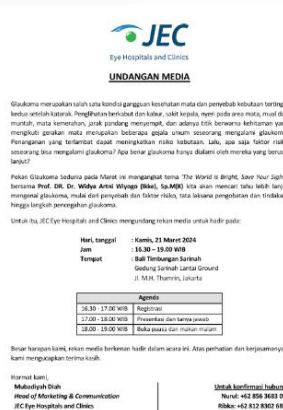 JEC
Eye Hospitals and Clinics
UNDANGAN MEDIA
Glaukoma merupakan salah satu kondisi gangguan kesehatan mata dan penyebab kebutaan terting
kedua setelah katarak. Penglihatan berkabut dan kabur, sakit kepala, nyeri pada area mata, mual da
muntah, mata kemerahan, jarak pandang menyempit, dan adanya titik berwarna kehitaman ya
mengikuti gerakan mata merupakan beberapa gejala umum seseorang mengalami glaukom
Penanganan yang terlambat dapat meningkatkan risiko kebutaan. Lalu, apa saja faktor risik
seseorang bisa mengalami glaukoma? Apa benar glaukoma hanya dialami oleh mereka yang berus
lanjut?
Pekan Glaukoma Sedunia pada Maret ini mengangkat tema 'The World is Bright, Save Your Sigh
bersama Prof. DR. Dr. Widya Artini Wiyogo (Ikke), Sp.M(K) kita akan mencari tahu lebih lanj
mengenai glaukoma, mulai dari penyebab dan faktor risiko, tata laksana pengobatan dan tindaka
hingga langkah pencegahan glaukoma.
Untuk itu, JEC Eye Hospitals and Clinics mengundang rekan media untuk hadir pada:
Hari, tanggal : Kamis, 21 Maret 2024
Jam : 16.30 – 19.00 WIB
Tempat : Bali Timbungan Sarinah
Gedung Sarinah Lantai Ground
Jl. M.H. Thamrin, Jakarta
Agenda
16.30 - 17.00 WIB Registrasi
17.00 - 18.00 WIB Presentasi dan tanya jawab
18.00 - 19.00 WIB Buka puasa dan makan malam
Besar harapan kami, rekan media berkenan hadir dalam acara ini. Atas perhatian dan kerjasamanya
kami mengucapkan terima kasih.
Hormat kami,
Mubadiyah Diah
Head of Marketing & Communication
JEC Eye Hospitals and Clinics
Untuk konfirmasi hubun
Nurul: +62 856 3683 0
Ribka: +62 812 8302 68